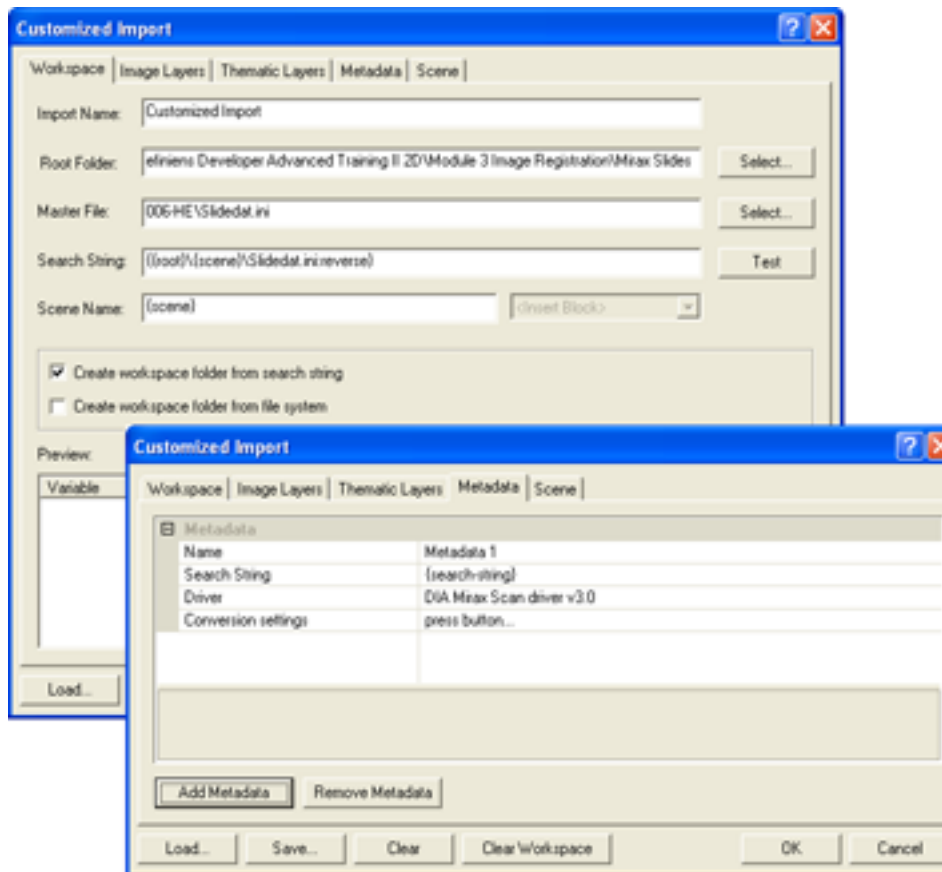 Customized Import
Workspace Image Layers Thematic Layers Metadata Scene
Import Name: Customized Import
Root Folder: efiniens Developer Advanced Training II 2D\Module 3 Image Registration\Mirax Slides Select...
Master File: 006-HE\Slidedat.ini Select...
Search String: {(root)\{scene}\Slidedat.ini:reverse} Test
Scene Name: {scene} <Insert Block>
Create workspace folder from search string
Create workspace folder from file system
Preview:
Variable
Load...
Customized Import
Workspace Image Layers Thematic Layers Metadata Scene
Metadata
Name Metadata 1
Search String {search-string}
Driver DIA Mirax Scan driver v3.0
Conversion settings press button...
Add Metadata Remove Metadata
Load... Save... Clear Clear Workspace OK Cancel